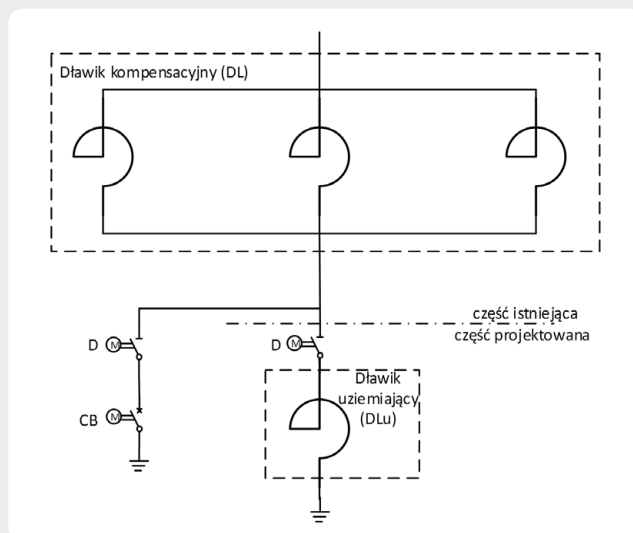 Dławik kompensacyjny (DL)
część istniejąca
część projektowana
D M
D M
Dławik
uziemiający
(DLu)
CB M